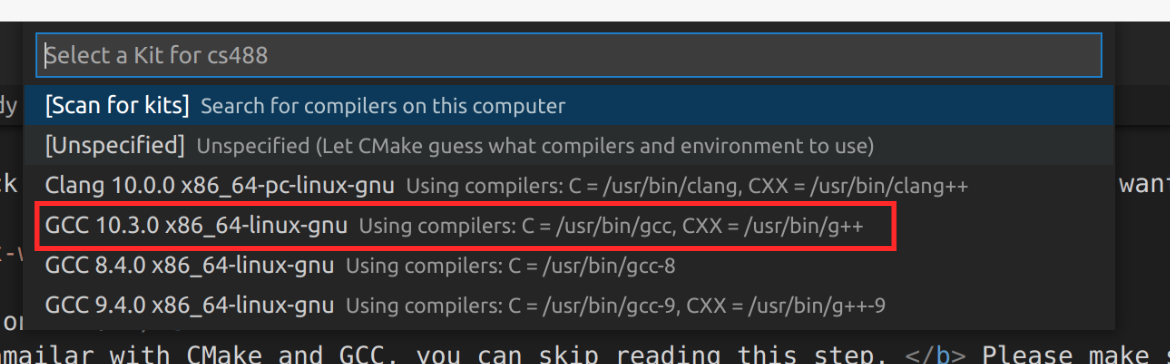 Select a Kit for cs488
dy
[Scan for kits] Search for compilers on this computer
[Unspecified] Unspecified (Let CMake guess what compilers and environment to use)
ck
Clang 10.0.0 x86_64-pc-linux-gnu Using compilers: C = /usr/bin/clang, CXX = /usr/bin/clang++
wan
GCC 10.3.0 x86_64-linux-gnu Using compilers: C = /usr/bin/gcc, CXX = /usr/bin/g++
GCC 8.4.0 x86_64-linux-gnu Using compilers: C = /usr/bin/gcc-8
GCC 9.4.0 x86_64-linux-gnu Using compilers: C = /usr/bin/gcc-9, CXX = /usr/bin/g++-9
or
amailar with CMake and GCC, you can skip reading this step. </b> Please make